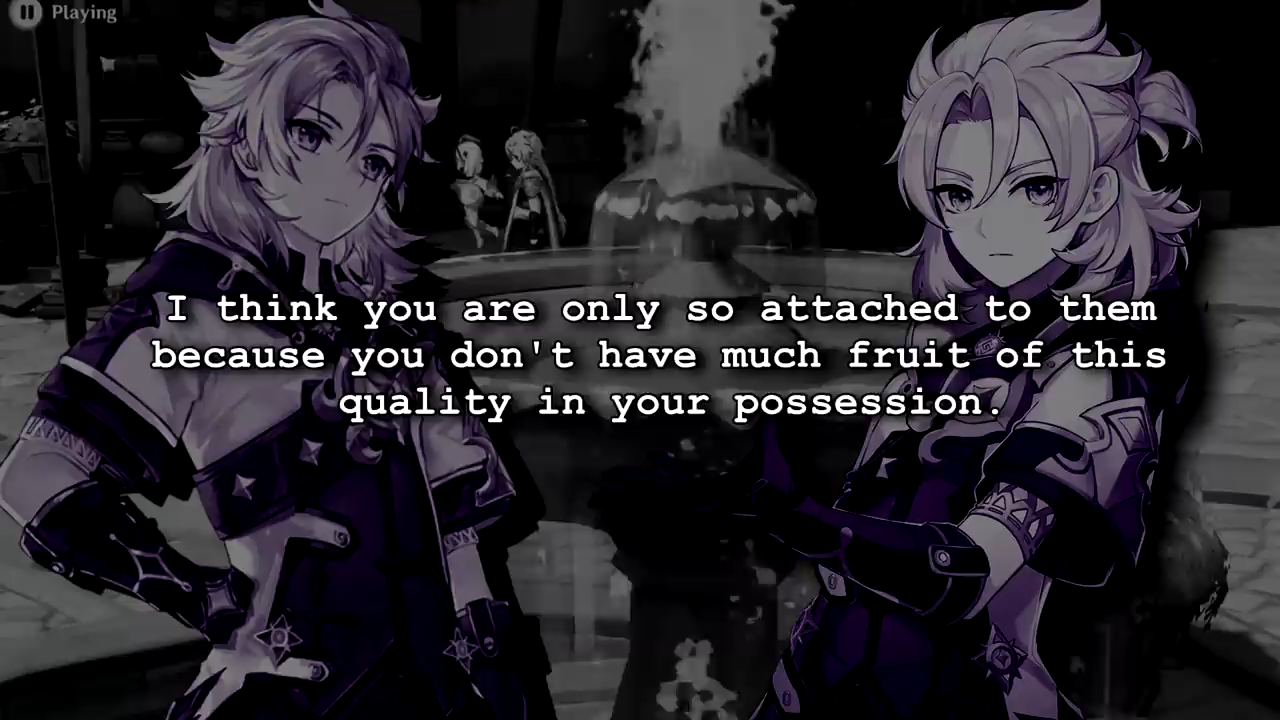 Playing
I think you are only so attached to them
because you don't have much fruit of this
quality in your possession.